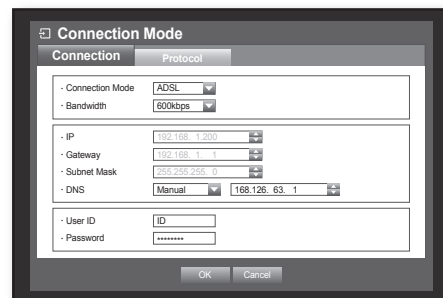 Connection Mode
Connection Protocol
· Connection Mode ADSL
· Bandwidth 600kbps
· IP 192.168. 1.200
· Gateway 192.168. 1. 1
· Subnet Mask 255.255.255. 0
· DNS Manual 168.126. 63. 1
· User ID ID
· Password ********
OK Cancel